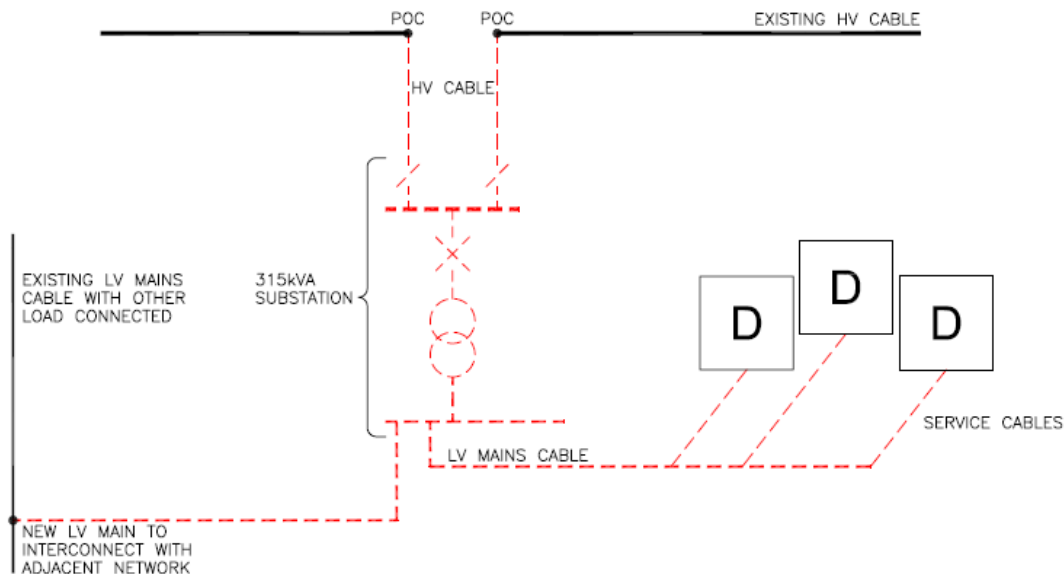 POC
POC
EXISTING HV CABLE
HV CABLE
EXISTING LV MAINS
CABLE WITH OTHER
LOAD CONNECTED
315kVA
SUBSTATION
D
D
D
SERVICE CABLES
LV MAINS CABLE
NEW LV MAIN TO
INTERCONNECT WITH
ADJACENT NETWORK